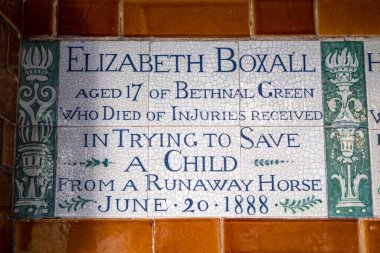 ELIZABETH BOXALL
AGED 17 OF BETHNAL GREEN
WHO DIED OF INJURIES RECEIVED
IN TRYING TO SAVE
A CHILD
FROM A RUNAWAY HORSE
JUNE · 20 · 1888 ·